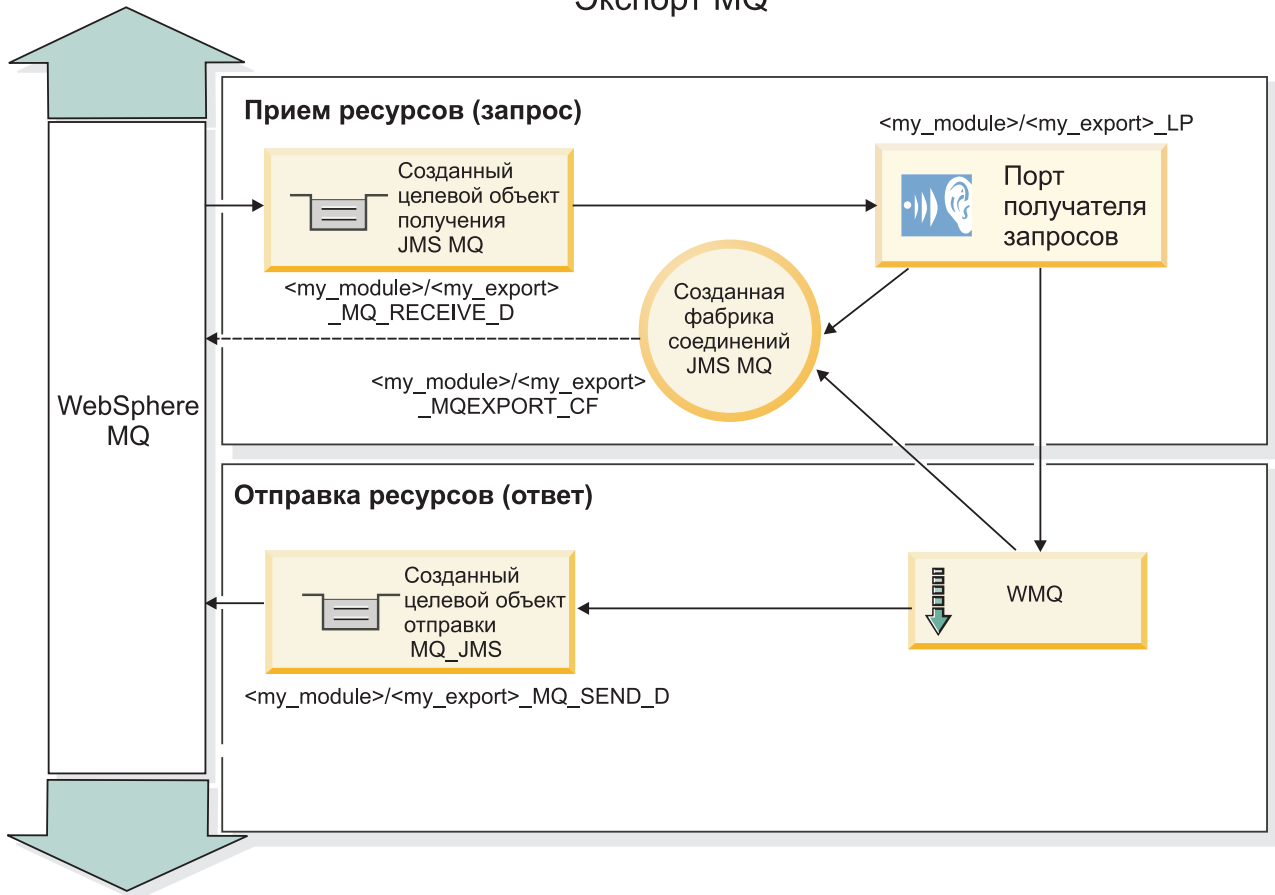 Экспорт MQ
Прием ресурсов (запрос)
<my_module>/<my_export>_LP
Созданный
целевой объект
получения
JMS MQ
Порт
получателя
запросов
<my_module>/<my_export>
_MQ_RECEIVE_D
Созданная
фабрика
соединений
JMS MQ
<my_module>/<my_export>
_MQEXPORT_CF
WebSphere
MQ
Отправка ресурсов (ответ)
Созданный
целевой объект
отправки
MQ_JMS
WMQ
<my_module>/<my_export>_MQ_SEND_D